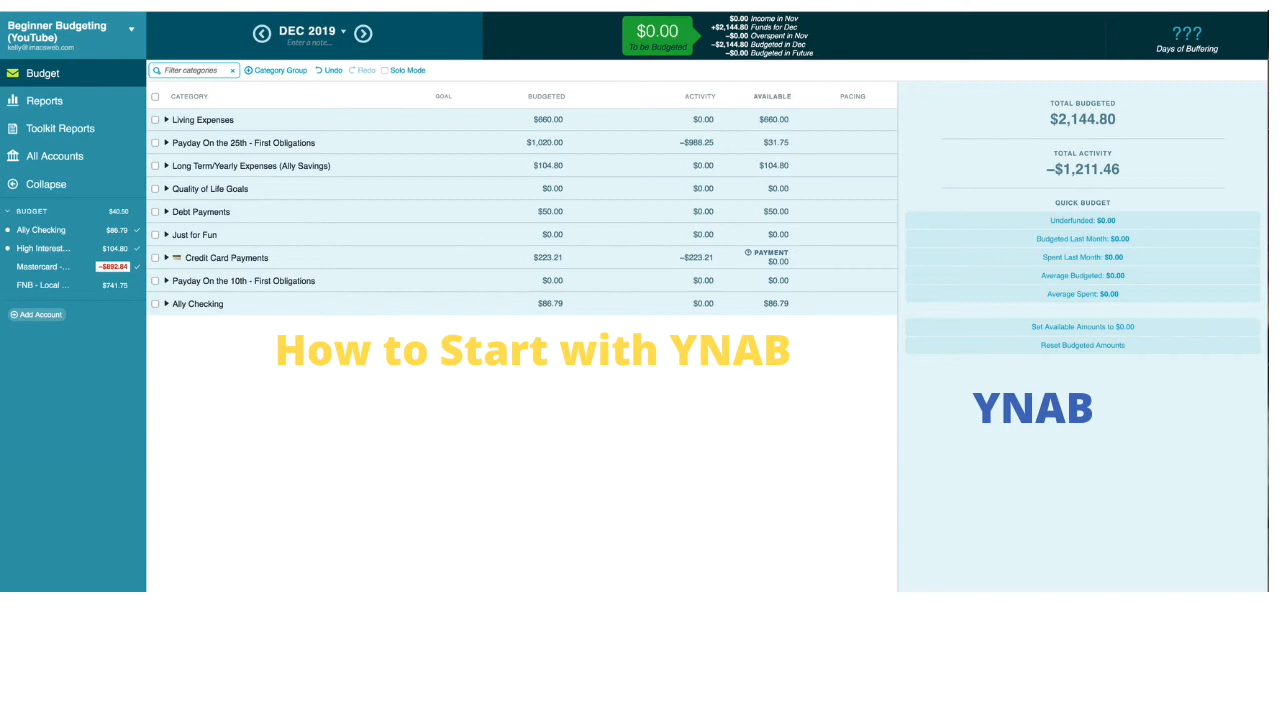 Beginner Budgeting
(YouTube)
kelly@imacsweb.com
Budget
Reports
Toolkit Reports
All Accounts
Collapse
BUDGET $40.50
Ally Checking $86.79
High Interest... $104.80
Mastercard -... -$892.84
FNB - Local ... $741.75
Add Account
DEC 2019
Enter a note...
$0.00
To be Budgeted
$0.00 Income in Nov
+$2,144.80 Funds for Dec
-$0.00 Overspent in Nov
-$2,144.80 Budgeted in Dec
-$0.00 Budgeted in Future
???
Days of Buffering
Filter categories × Category Group Undo Redo Solo Mode
CATEGORY GOAL BUDGETED ACTIVITY AVAILABLE PACING
Living Expenses $660.00 $0.00 $660.00
Payday On the 25th - First Obligations $1,020.00 -$988.25 $31.75
Long Term/Yearly Expenses (Ally Savings) $104.80 $0.00 $104.80
Quality of Life Goals $0.00 $0.00 $0.00
Debt Payments $50.00 $0.00 $50.00
Just for Fun $0.00 $0.00 $0.00
Credit Card Payments $223.21 -$223.21 PAYMENT
$0.00
Payday On the 10th - First Obligations $0.00 $0.00 $0.00
Ally Checking $86.79 $0.00 $86.79
How to Start with YNAB
TOTAL BUDGETED
$2,144.80
TOTAL ACTIVITY
-$1,211.46
QUICK BUDGET
Underfunded: $0.00
Budgeted Last Month: $0.00
Spent Last Month: $0.00
Average Budgeted: $0.00
Average Spent: $0.00
Set Available Amounts to $0.00
Reset Budgeted Amounts
YNAB